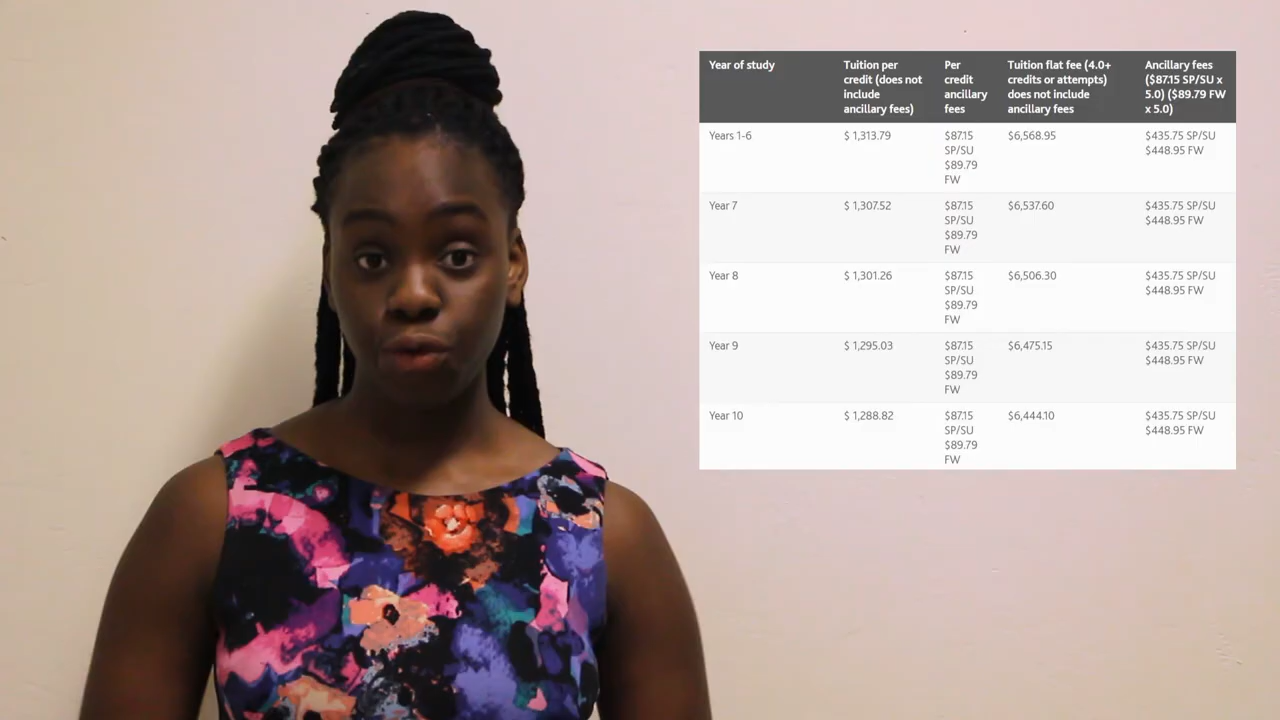 Year of study
Tuition per
credit (does not
include
ancillary fees)
Per
credit
ancillary
fees
Tuition flat fee (4.0+
credits or attempts)
does not include
ancillary fees
Ancillary fees
($87.15 SP/SU x
5.0) ($89.79 FW
x 5.0)
Years 1-6
$ 1,313.79
$87.15
SP/SU
$89.79
FW
$6,568.95
$435.75 SP/SU
$448.95 FW
Year 7
$ 1,307.52
$87.15
SP/SU
$89.79
FW
$6,537.60
$435.75 SP/SU
$448.95 FW
Year 8
$ 1,301.26
$87.15
SP/SU
$89.79
FW
$6,506.30
$435.75 SP/SU
$448.95 FW
Year 9
$ 1,295.03
$87.15
SP/SU
$89.79
FW
$6,475.15
$435.75 SP/SU
$448.95 FW
Year 10
$ 1,288.82
$87.15
SP/SU
$89.79
FW
$6,444.10
$435.75 SP/SU
$448.95 FW